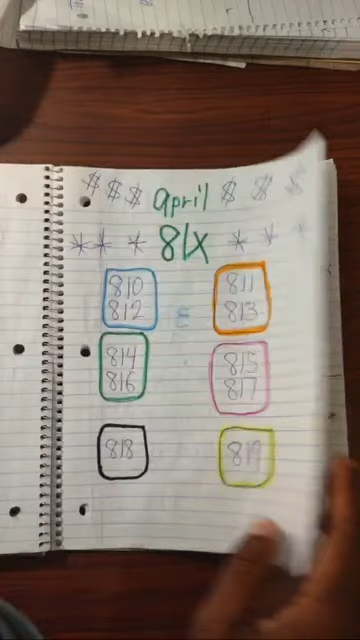 $ $ $ April $ $ $
* * * 81X * * *
810 811
812 813
814 815
816 817
818 819